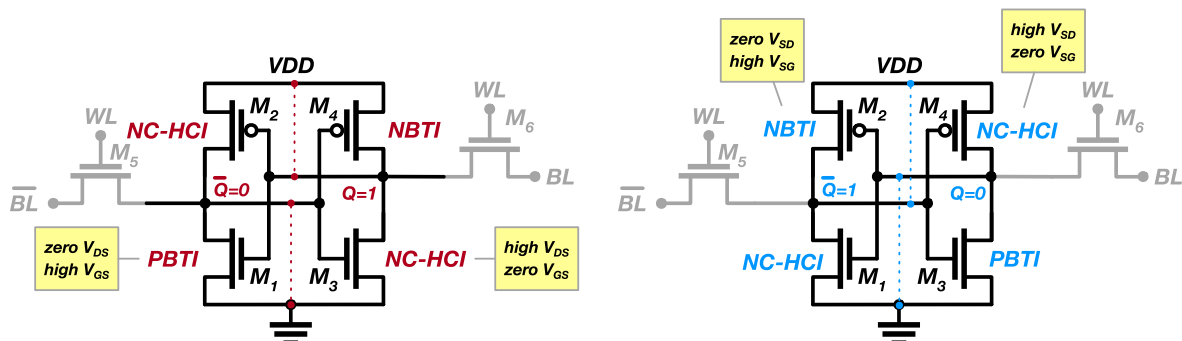 VDD
WL
M5
BL
NC-HCI
M2
M4
NBTI
WL
M6
BL
Q=0
Q=1
zero VDS
high VGS
PBTI
M1
M3
NC-HCI
high VDS
zero VGS
zero VSD
high VSG
VDD
high VSD
zero VSG
WL
M5
BL
NBTI
M2
M4
NC-HCI
WL
M6
BL
Q=1
Q=0
NC-HCI
M1
M3
PBTI